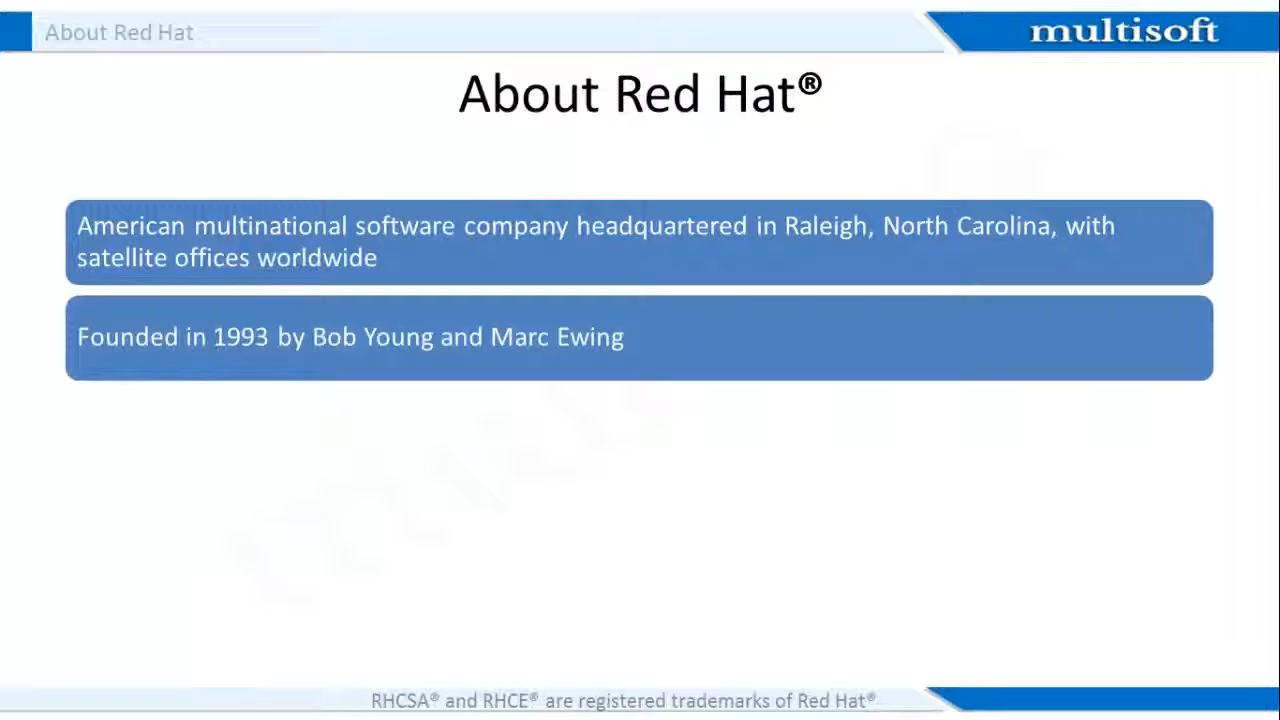 About Red Hat
multisoft
About Red Hat®
American multinational software company headquartered in Raleigh, North Carolina, with
satellite offices worldwide
Founded in 1993 by Bob Young and Marc Ewing
RHCSA® and RHCE® are registered trademarks of Red Hat®